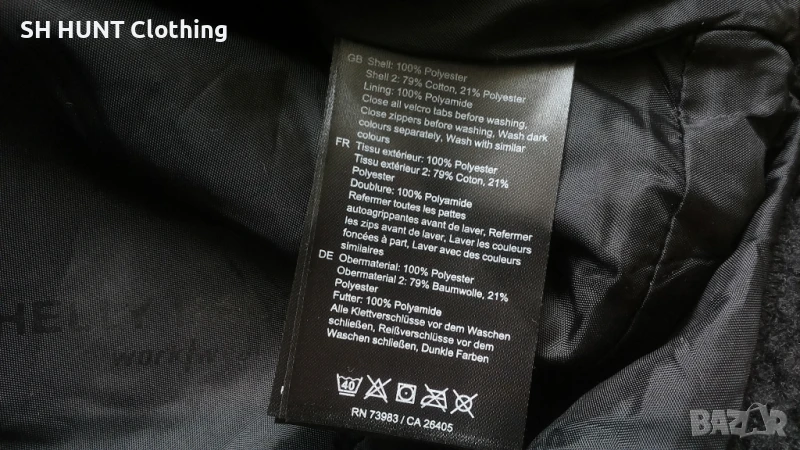 SH HUNT Clothing
GB Shell: 100% Polyester
Shell 2: 79% Cotton, 21% Polyester
Lining: 100% Polyamide
Close all velcro tabs before washing,
Close zippers before washing, Wash dark
colours separately, Wash with similar
colours
FR Tissu extérieur: 100% Polyester
Tissu extérieur 2: 79% Coton, 21%
Polyester
Doublure: 100% Polyamide
Refermer toutes les pattes
autoagrippantes avant de laver, Refermer
les zips avant de laver, Laver les couleurs
foncées à part, Laver avec des couleurs
similaires
DE Obermaterial: 100% Polyester
Obermaterial 2: 79% Baumwolle, 21%
Polyester
Futter: 100% Polyamide
Alle Klettverschlüsse vor dem Waschen
schließen, Reißverschlüsse vor dem
Waschen schließen, Dunkle Farben
40
RN 73983 / CA 26405
HE
work
BAZAR